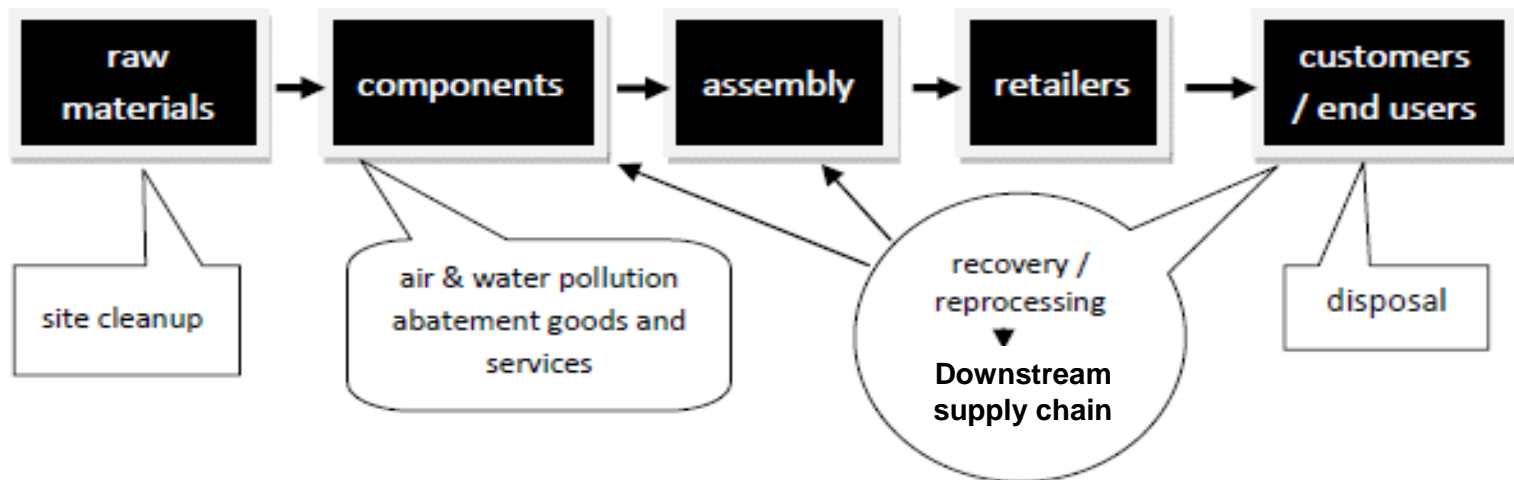 raw
materials
components
assembly
retailers
customers
/ end users
site cleanup
air & water pollution
abatement goods and
services
recovery /
reprocessing
Downstream
supply chain
disposal